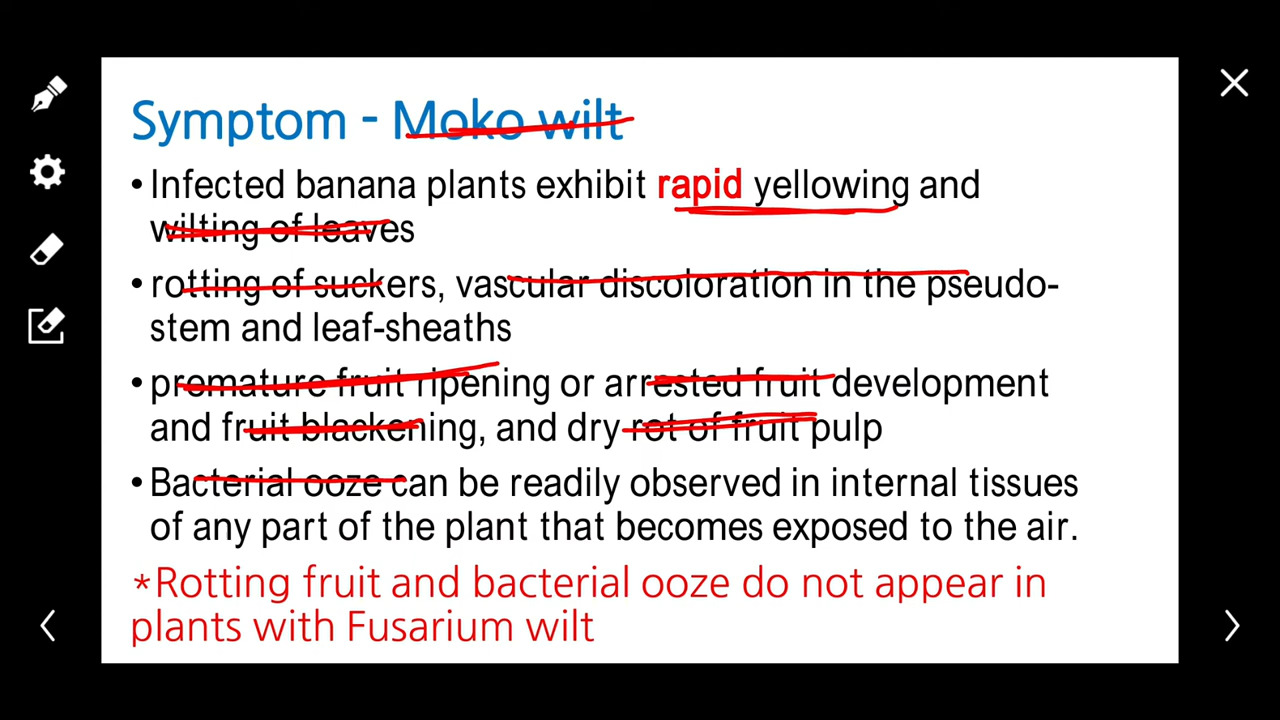 Symptom - Moko wilt
• Infected banana plants exhibit rapid yellowing and
wilting of leaves
• rotting of suckers, vascular discoloration in the pseudo-
stem and leaf-sheaths
• premature fruit ripening or arrested fruit development
and fruit blackening, and dry rot of fruit pulp
• Bacterial ooze can be readily observed in internal tissues
of any part of the plant that becomes exposed to the air.
*Rotting fruit and bacterial ooze do not appear in
plants with Fusarium wilt